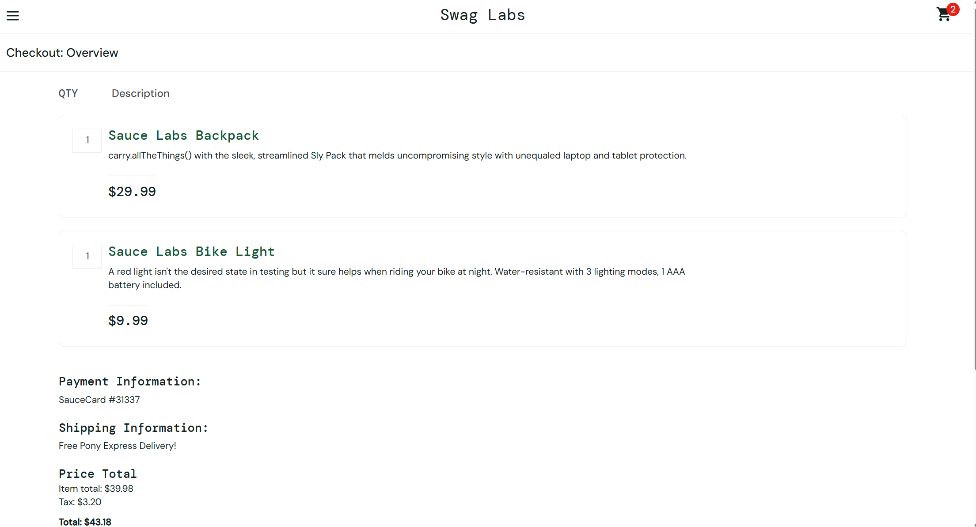 Swag Labs
2
Checkout: Overview
QTY Description
1
Sauce Labs Backpack
carry.allTheThings() with the sleek, streamlined Sly Pack that melds uncompromising style with unequaled laptop and tablet protection.
$29.99
1
Sauce Labs Bike Light
A red light isn't the desired state in testing but it sure helps when riding your bike at night. Water-resistant with 3 lighting modes, 1 AAA
battery included.
$9.99
Payment Information:
SauceCard #31337
Shipping Information:
Free Pony Express Delivery!
Price Total
Item total: $39.98
Tax: $3.20
Total: $43.18